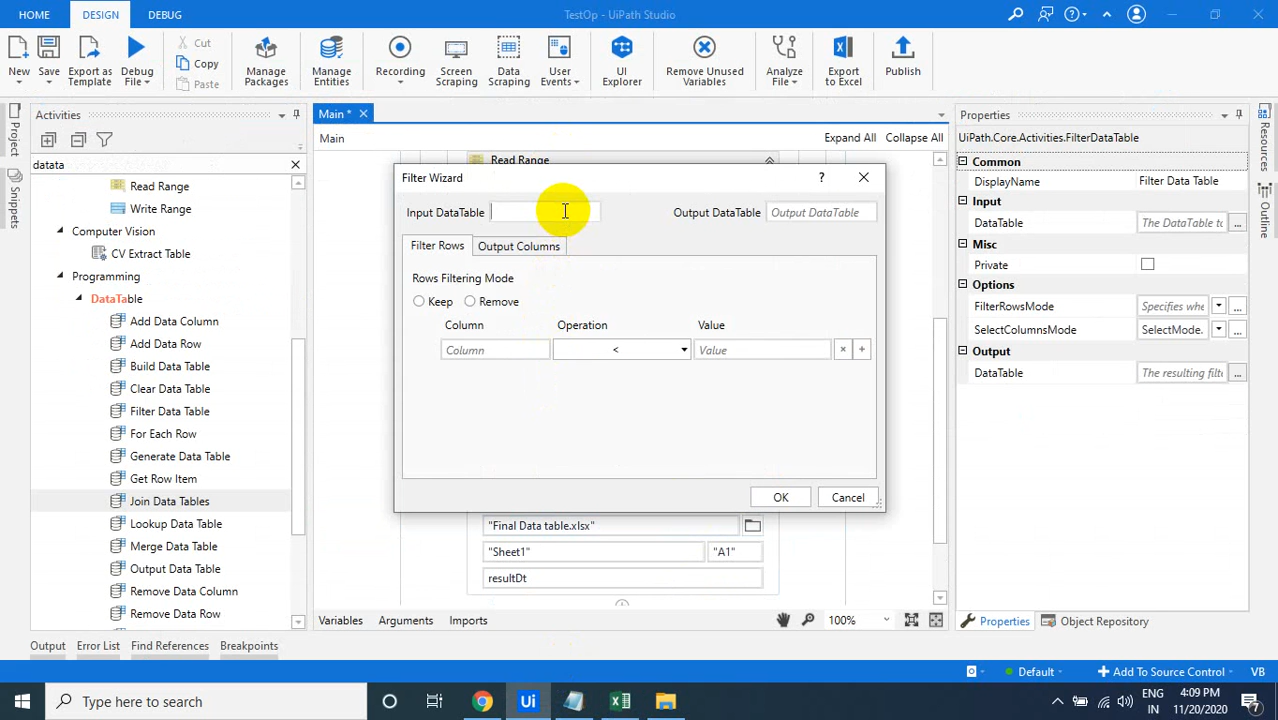 HOME DESIGN DEBUG TestOp - UiPath Studio
New Save Export as Template Debug File Cut Copy Paste Manage Packages Manage Entities Recording Screen Scraping Data Scraping User Events UI Explorer Remove Unused Variables Analyze File Export to Excel Publish
Activities
datata
Read Range
Write Range
Computer Vision
CV Extract Table
Programming
DataTable
Add Data Column
Add Data Row
Build Data Table
Clear Data Table
Filter Data Table
For Each Row
Generate Data Table
Get Row Item
Join Data Tables
Lookup Data Table
Merge Data Table
Output Data Table
Remove Data Column
Remove Data Row
Project
Snippets
Main *
Main Expand All Collapse All
Read Range
Filter Wizard ?
Input DataTable Output DataTable Output DataTable
Filter Rows Output Columns
Rows Filtering Mode
Keep Remove
Column Operation Value
Column < Value × +
OK Cancel
"Final Data table.xlsx"
"Sheet1" "A1"
resultDt
Variables Arguments Imports 100%
Properties
UiPath.Core.Activities.FilterDataTable
Common
DisplayName Filter Data Table
Input
DataTable The DataTable ...
Misc
Private
Options
FilterRowsMode Specifies whe ...
SelectColumnsMode SelectMode. ...
Output
DataTable The resulting filt ...
Resources
Outline
Properties Object Repository
Output Error List Find References Breakpoints
Default Add To Source Control VB
Type here to search
Ui
ENG
IN
4:09 PM
11/20/2020
7